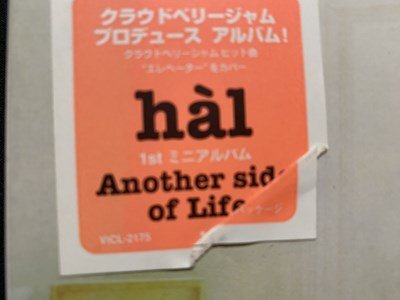 クラウドベリージャム
プロデュース アルバム!
クラウドベリージャム ヒット曲
"エレベーター"をカバー
hàl
1st ミニアルバム
Another side
of Life
VICL-2175